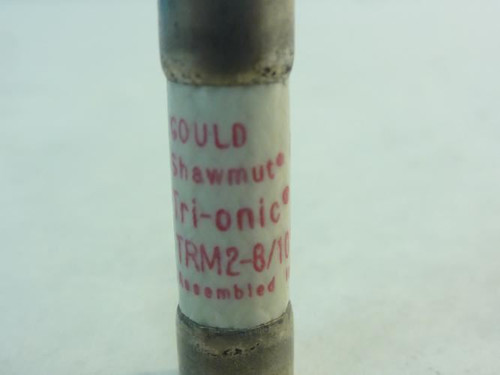 GOULD
Shawmut®
Tri-onic®
TRM2-8/10
Assembled